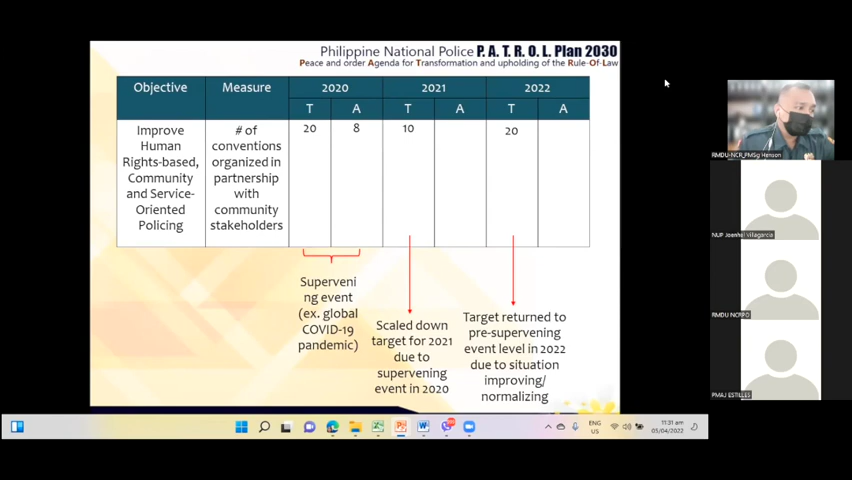 Philippine National Police P. A. T. R. O. L. Plan 2030
Peace and order Agenda for Transformation and upholding of the Rule-Of-Law
Objective Measure 2020 2021 2022
T A T A T A
Improve
Human
Rights-based,
Community
and Service-
Oriented
Policing
# of
conventions
organized in
partnership
with
community
stakeholders
20 8 10 20
Superveni
ng event
(ex. global
COVID-19
pandemic)
Scaled down
target for 2021
due to
supervening
event in 2020
Target returned to
pre-supervening
event level in 2022
due to situation
improving/
normalizing
RMDU-NCR_PMSg Henson
NUP Joenhel Villagarcia
RMDU NCRPO
PMAJ ESTILLES
ENG
US
11:31 am
05/04/2022